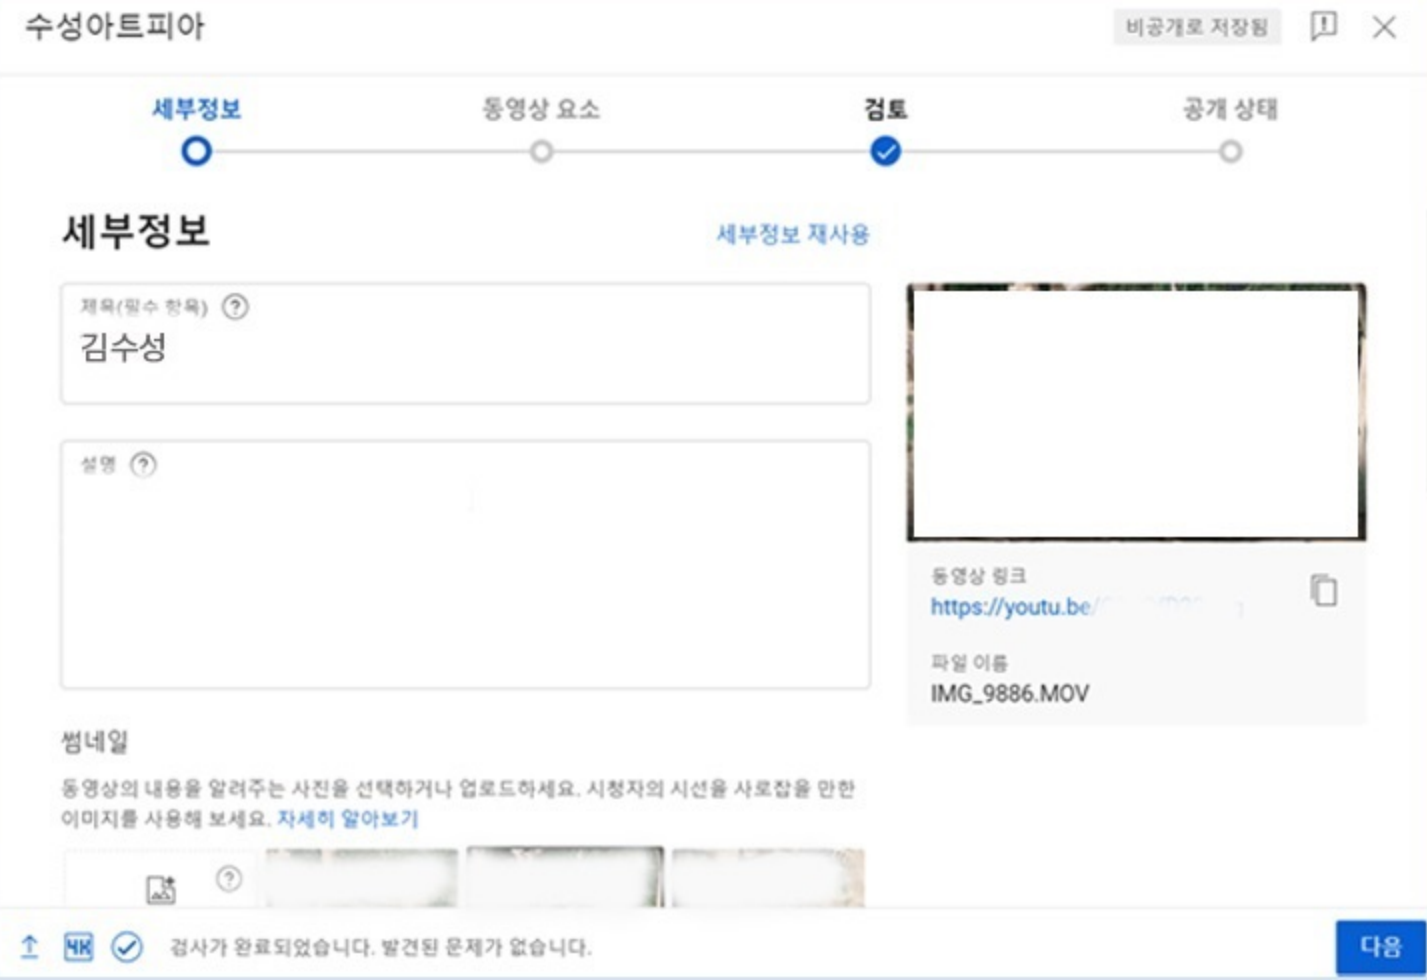 수성아트피아
비공개로 저장됨
세부정보
동영상 요소
검토
공개 상태
세부정보
세부정보 재사용
제목(필수 항목)
김수성
설명
동영상 링크
https://youtu.be/
파일 이름
IMG_9886.MOV
썸네일
동영상의 내용을 알려주는 사진을 선택하거나 업로드하세요. 시청자의 시선을 사로잡을 만한
이미지를 사용해 보세요. 자세히 알아보기
4K
검사가 완료되었습니다. 발견된 문제가 없습니다.
다음